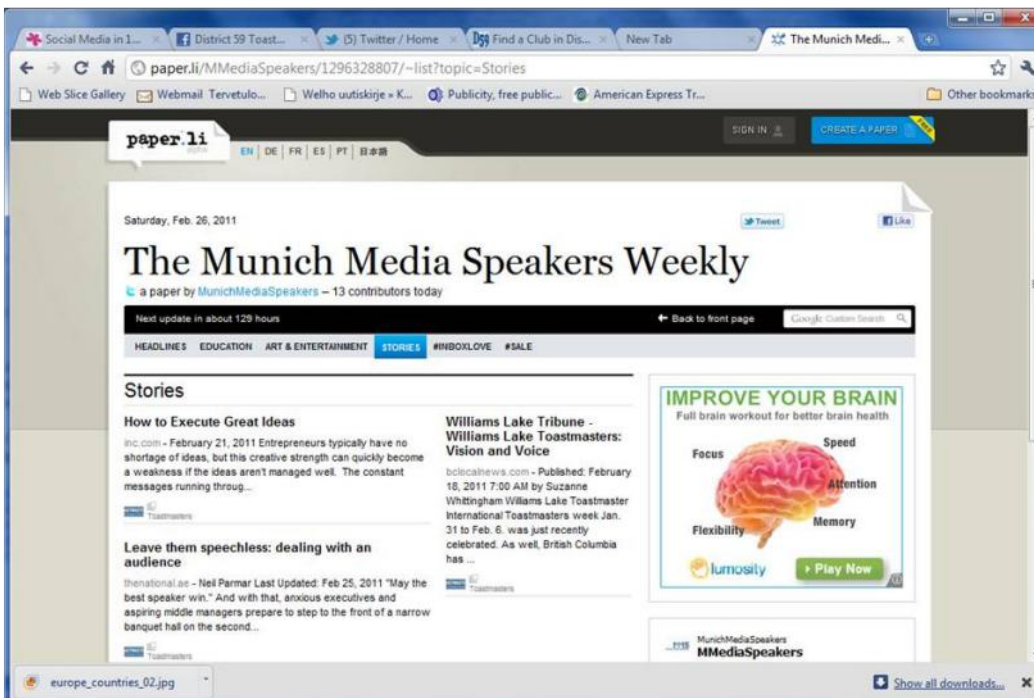 Social Media in 1...
District 59 Toast...
(5) Twitter / Home
D59 Find a Club in Dis...
New Tab
The Munich Medi...
paper.li/MMediaSpeakers/1296328807/~list?topic=Stories
Web Slice Gallery
Webmail Tervetulo...
Welho uutiskirje » K...
Publicity, free public...
American Express Tr...
Other bookmarks
paper.li
EN | DE | FR | ES | PT | 日本語
SIGN IN
CREATE A PAPER
FREE
Saturday, Feb. 26, 2011
Tweet
Like
The Munich Media Speakers Weekly
a paper by MunichMediaSpeakers – 13 contributors today
Next update in about 129 hours
Back to front page
Google Custom Search
HEADLINES
EDUCATION
ART & ENTERTAINMENT
STORIES
#INBOXLOVE
#SALE
Stories
How to Execute Great Ideas
inc.com - February 21, 2011 Entrepreneurs typically have no
shortage of ideas, but this creative strength can quickly become
a weakness if the ideas aren't managed well. The constant
messages running throug...
Toastmasters
Leave them speechless: dealing with an
audience
thenational.ae - Neil Parmar Last Updated: Feb 25, 2011 "May the
best speaker win." And with that, anxious executives and
aspiring middle managers prepare to step to the front of a narrow
banquet hall on the second...
Toastmasters
Williams Lake Tribune -
Williams Lake Toastmasters:
Vision and Voice
bclocalnews.com - Published: February
18, 2011 7:00 AM by Suzanne
Whittingham Williams Lake Toastmaster
International Toastmasters week Jan.
31 to Feb. 6. was just recently
celebrated. As well, British Columbia
has ...
Toastmasters
IMPROVE YOUR BRAIN
Full brain workout for better brain health
Focus
Speed
Attention
Memory
Flexibility
lumosity
Play Now
MunichMediaSpeakers
MMediaSpeakers
europe_countries_02.jpg
Show all downloads...